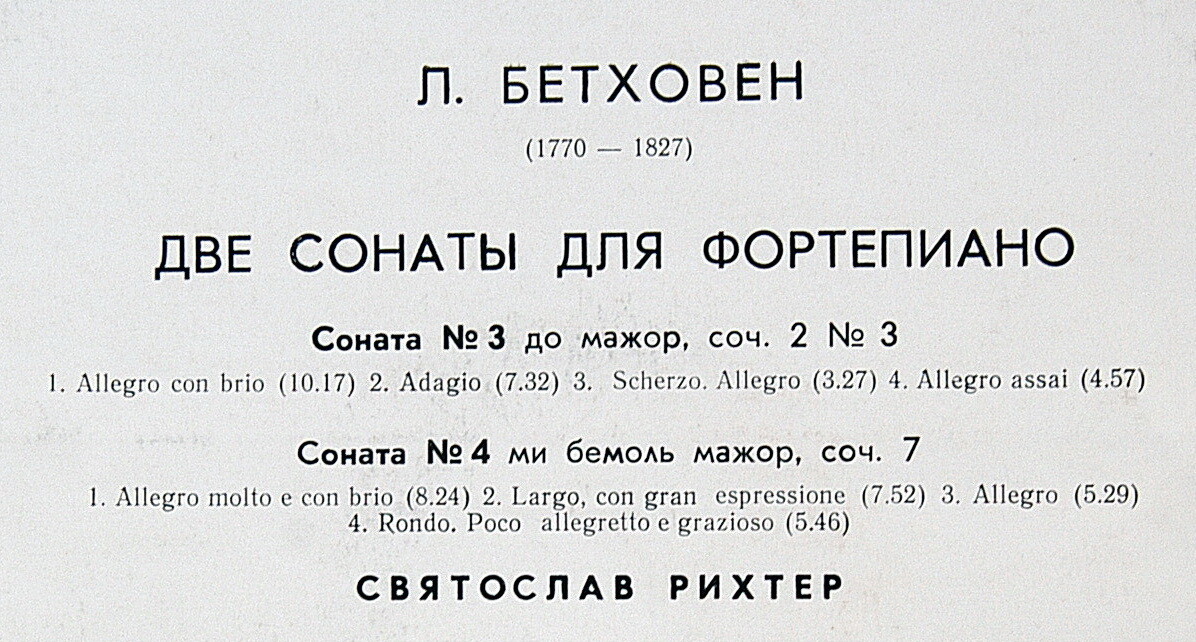 Л. БЕТХОВЕН
(1770 — 1827)
ДВЕ СОНАТЫ ДЛЯ ФОРТЕПИАНО
Соната № 3 до мажор, соч. 2 № 3
1. Allegro con brio (10.17) 2. Adagio (7.32) 3. Scherzo. Allegro (3.27) 4. Allegro assai (4.57)
Соната № 4 ми бемоль мажор, соч. 7
1. Allegro molto e con brio (8.24) 2. Largo, con gran espressione (7.52) 3. Allegro (5.29)
4. Rondo. Poco allegretto e grazioso (5.46)
СВЯТОСЛАВ РИХТЕР